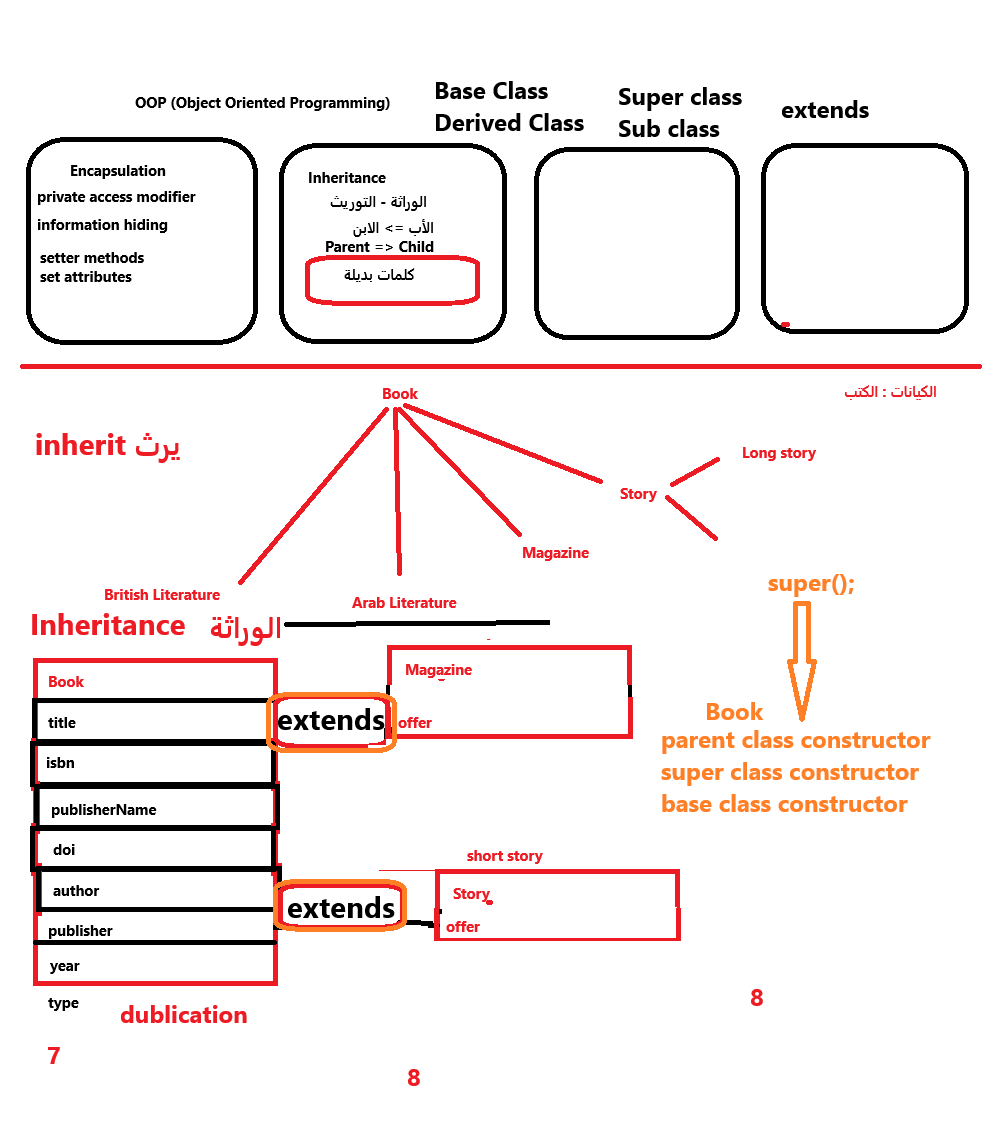 OOP (Object Oriented Programming)
Base Class
Derived Class
Super class
Sub class
extends
Encapsulation
private access modifier
information hiding
setter methods
set attributes
Inheritance
الوراثة - التوريث
الأب => الابن
Parent => Child
كلمات بديلة
الكيانات : الكتب
Book
inherit يرث
Long story
Story
Magazine
British Literature
Arab Literature
super();
Inheritance الوراثة
Book
title
isbn
publisherName
doi
author
publisher
year
type
extends
Magazine
offer
Book
parent class constructor
super class constructor
base class constructor
short story
extends
Story
offer
dublication
8
7
8